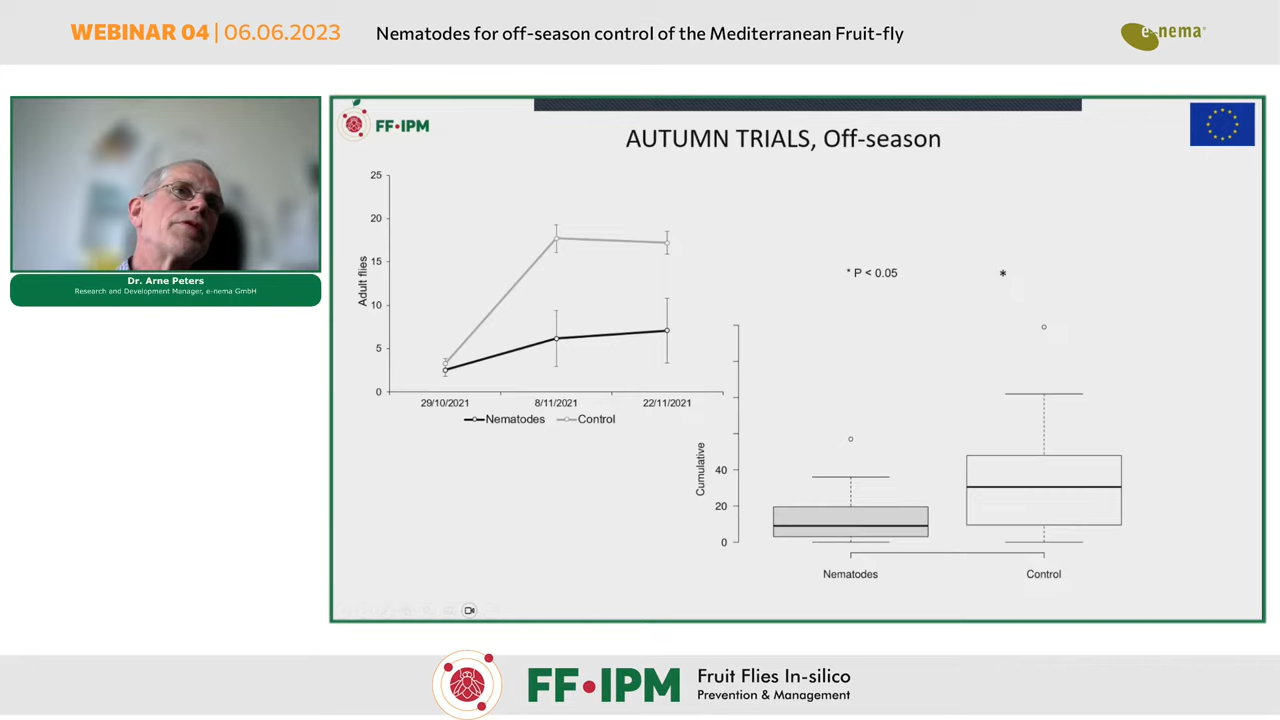 WEBINAR 04 | 06.06.2023
Nematodes for off-season control of the Mediterranean Fruit-fly
e-nema®
Dr. Arne Peters
Research and Development Manager, e-nema GmbH
FF•IPM
AUTUMN TRIALS, Off-season
25
20
15
10
5
0
Adult flies
29/10/2021 8/11/2021 22/11/2021
Nematodes Control
* P < 0.05
*
Cumulative
40
20
0
Nematodes Control
FF•IPM
Fruit Flies In-silico
Prevention & Management